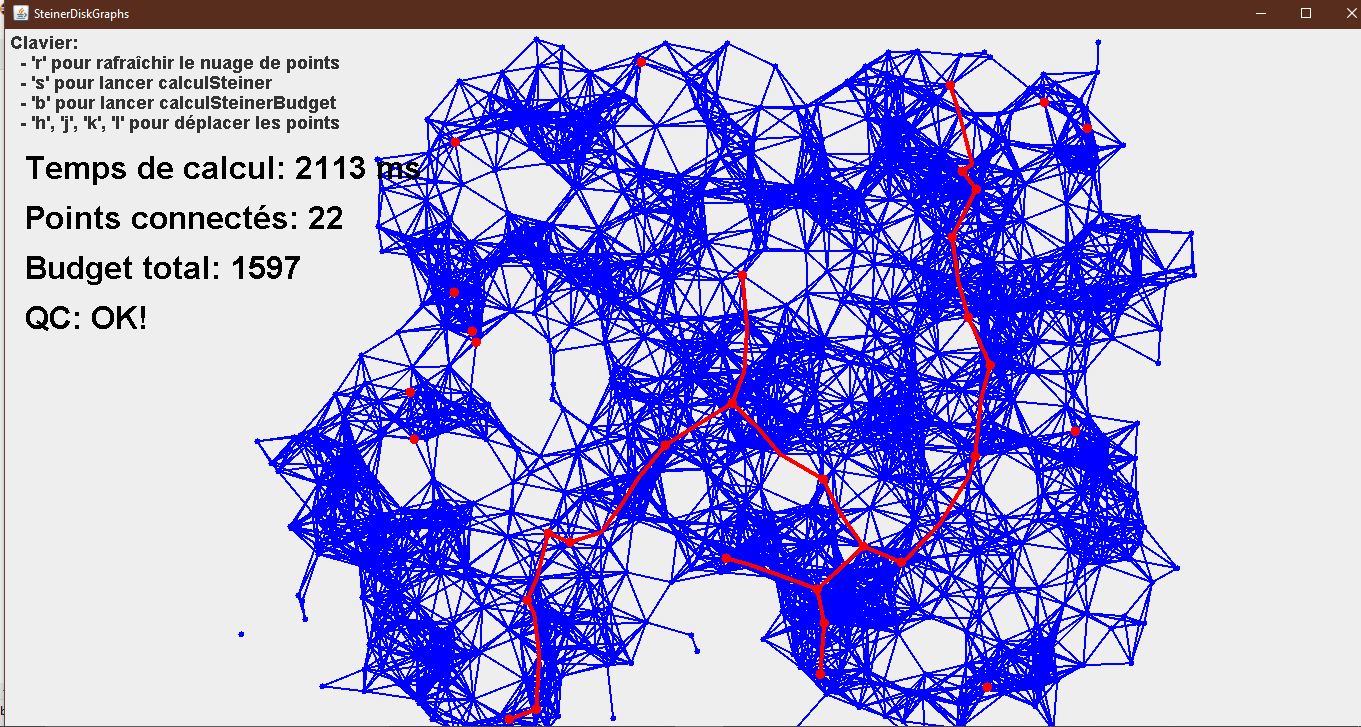 SteinerDiskGraphs
Clavier:
- 'r' pour rafraîchir le nuage de points
- 's' pour lancer calculSteiner
- 'b' pour lancer calculSteinerBudget
- 'h', 'j', 'k', 'l' pour déplacer les points
Temps de calcul: 2113 ms
Points connectés: 22
Budget total: 1597
QC: OK!